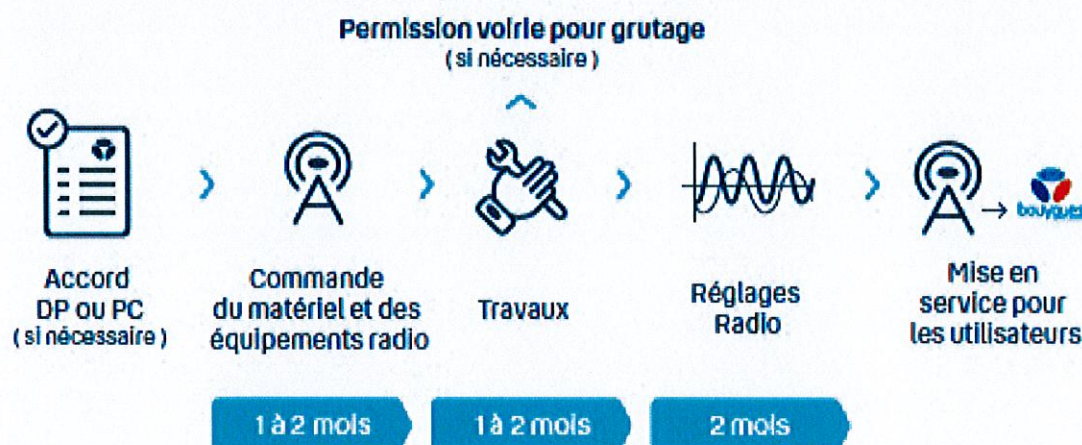 Permission voirie pour grutage
( si nécessaire )
Accord
DP ou PC
( si nécessaire )
Commande
du matériel et des
équipements radio
Travaux
Réglages
Radio
bouygues
Mise en
service pour
les utilisateurs
1 à 2 mois
1 à 2 mois
2 mois